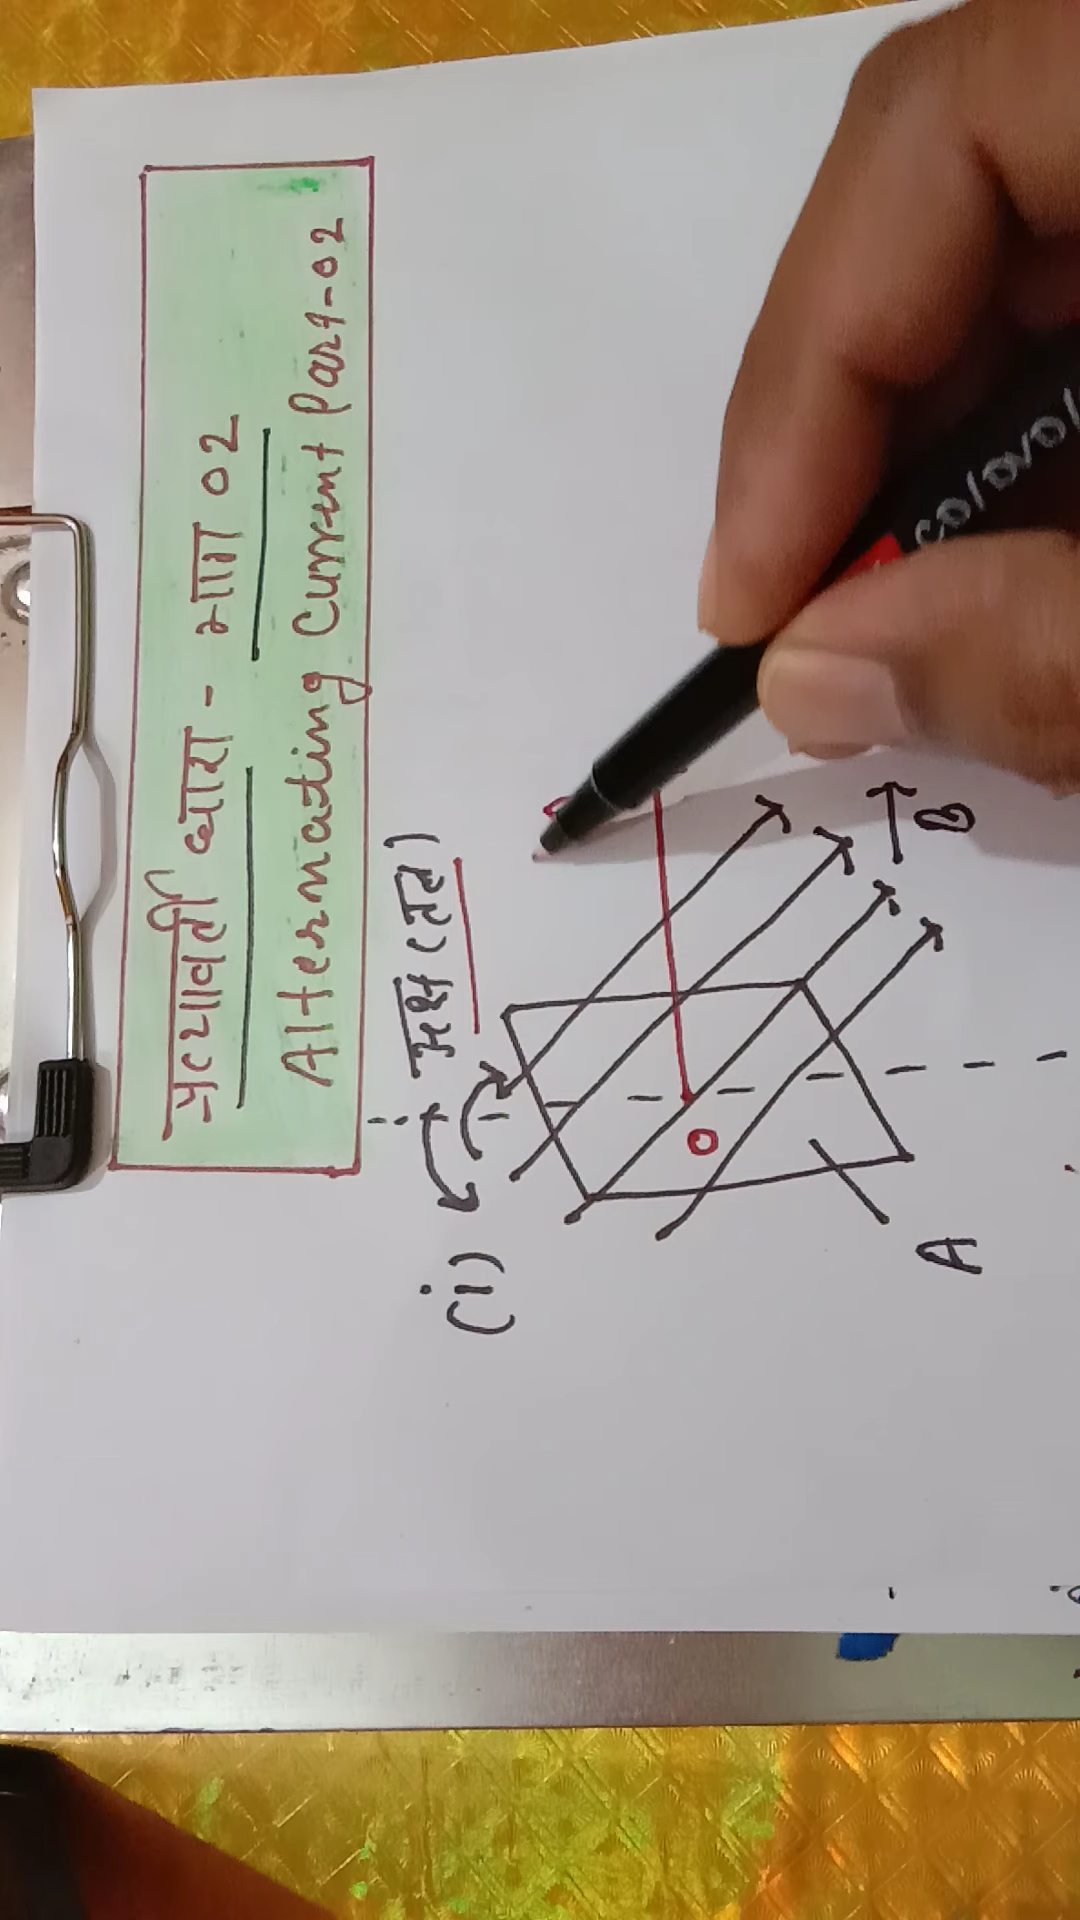 प्रत्यावर्ती धारा - भाग 02
Alternating Current Part-02
(i) अक्ष (तल)
O
A
B